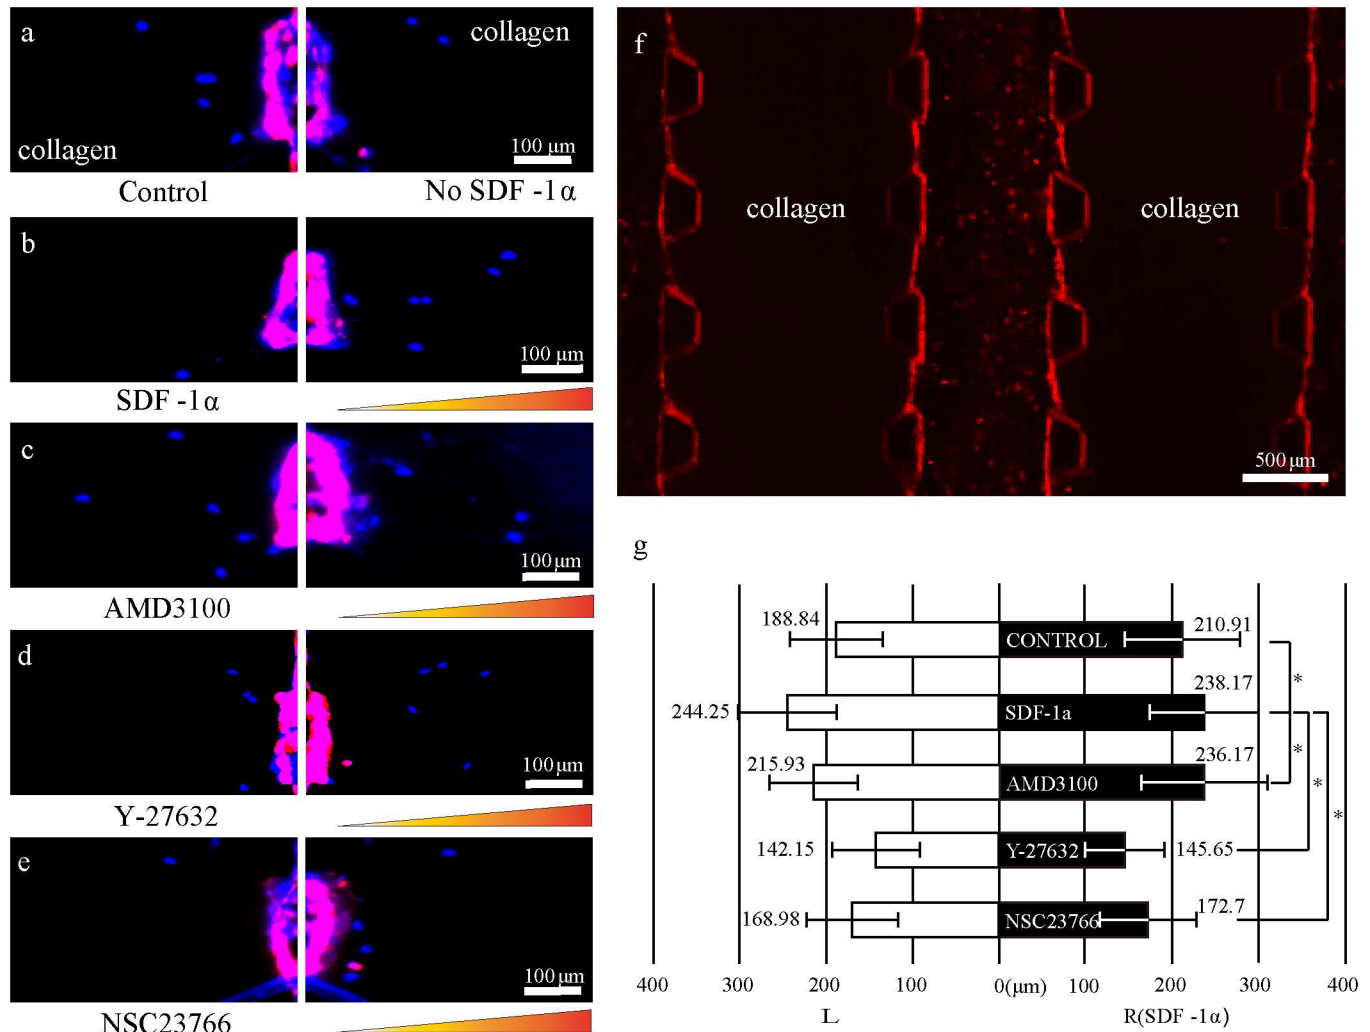 a
collagen
collagen
100 μm
Control
No SDF -1α
b
100 μm
SDF -1α
c
100 μm
AMD3100
d
100 μm
Y-27632
e
100 μm
NSC23766
f
collagen
collagen
500 μm
g
188.84
CONTROL
210.91
*
244.25
SDF-1a
238.17
*
215.93
AMD3100
236.17
*
*
142.15
Y-27632
145.65
168.98
NSC23766
172.7
400 300 200 100 0(μm) 100 200 300 400
L
R(SDF -1α)